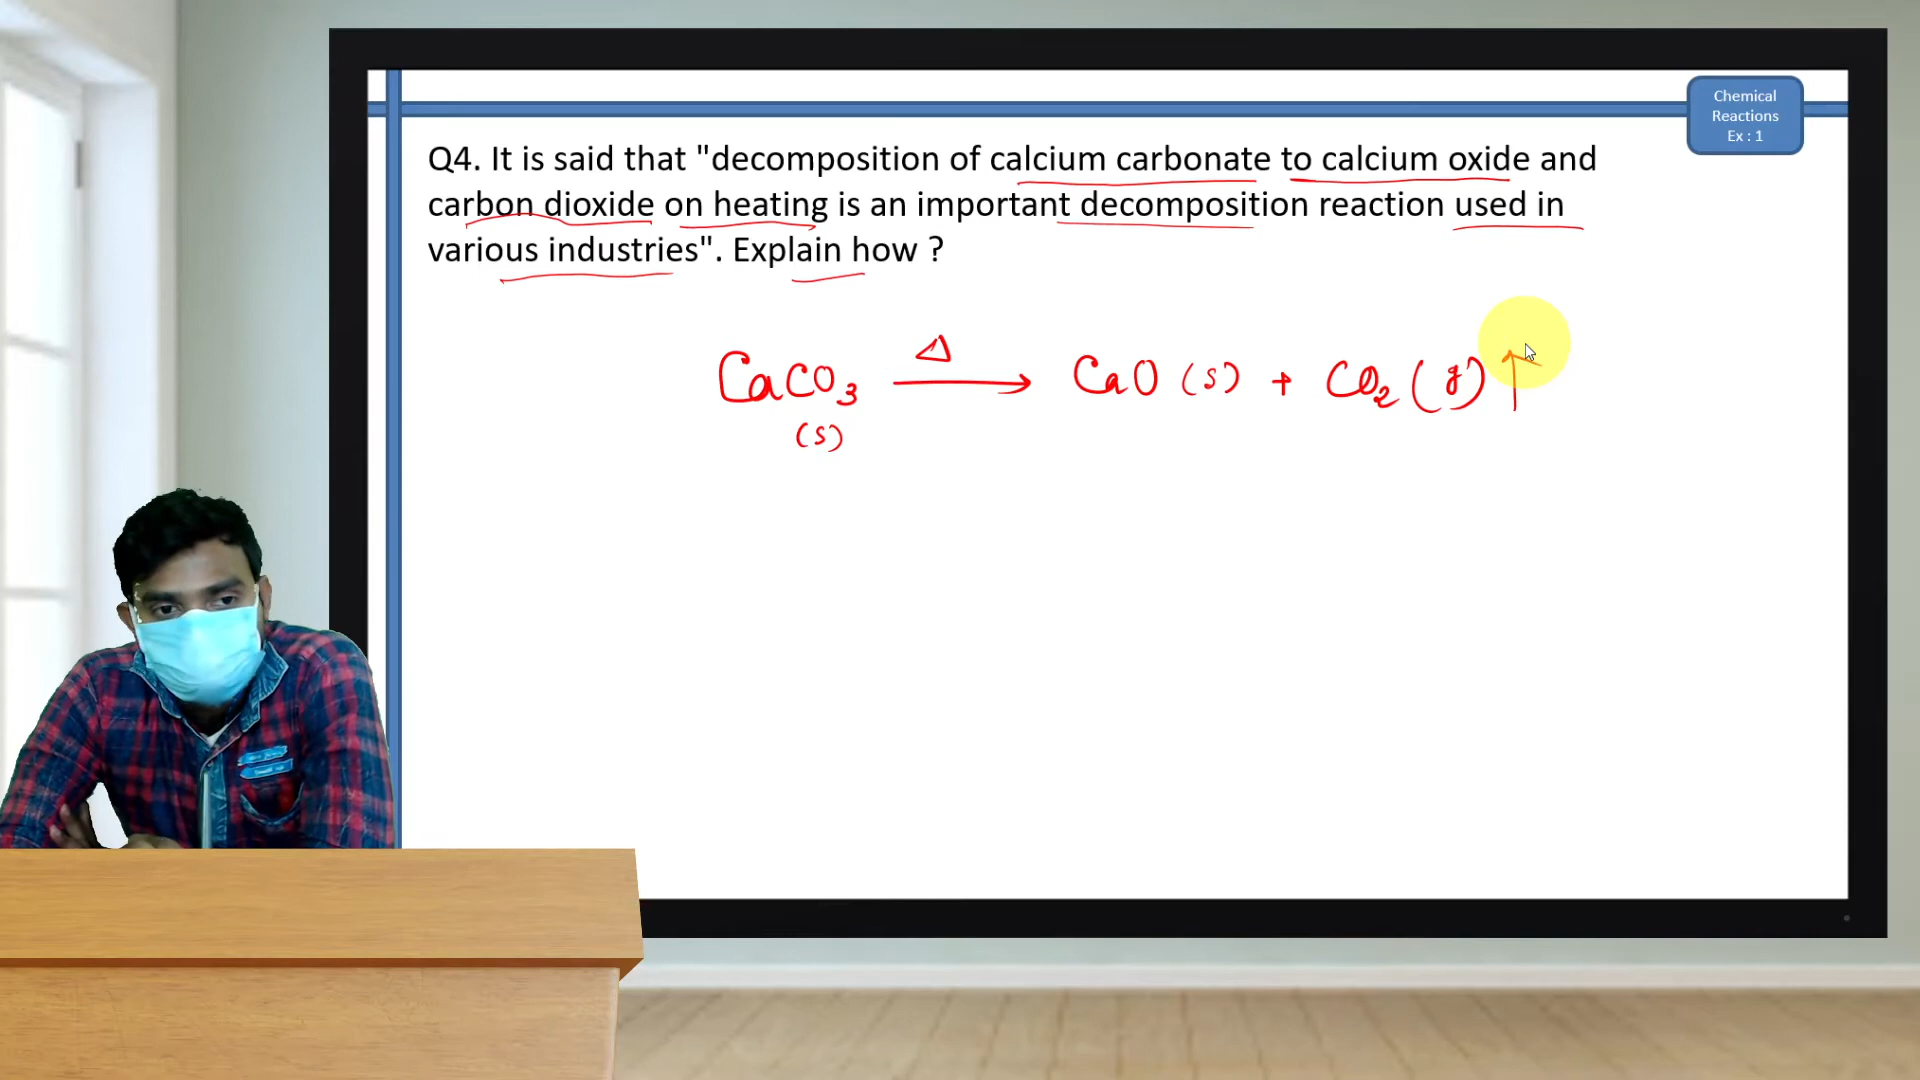 Chemical
Reactions
Ex : 1
Q4. It is said that "decomposition of calcium carbonate to calcium oxide and
carbon dioxide on heating is an important decomposition reaction used in
various industries". Explain how ?
CaCO₃ (s) —Δ→ CaO (s) + CO₂ (g) ↑